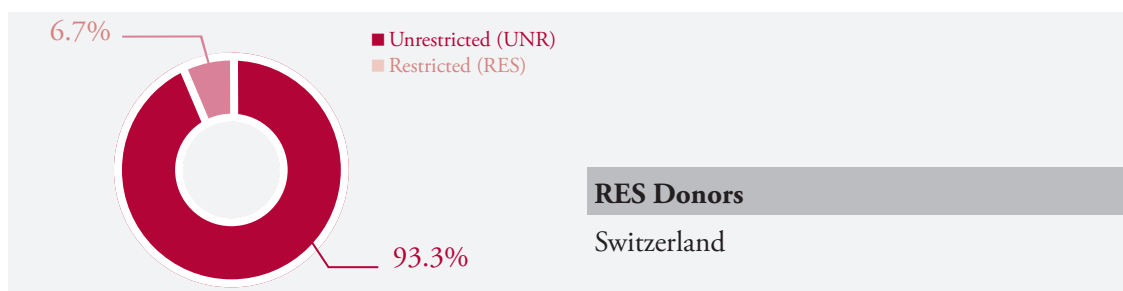 6.7%
Unrestricted (UNR)
Restricted (RES)
93.3%
RES Donors
Switzerland